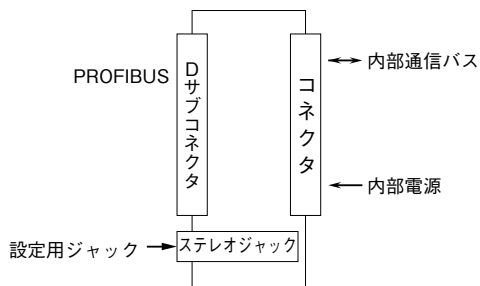 PROFIBUS
Dサブコネクタ
コネクタ
内部通信バス
内部電源
設定用ジャック
ステレオジャック